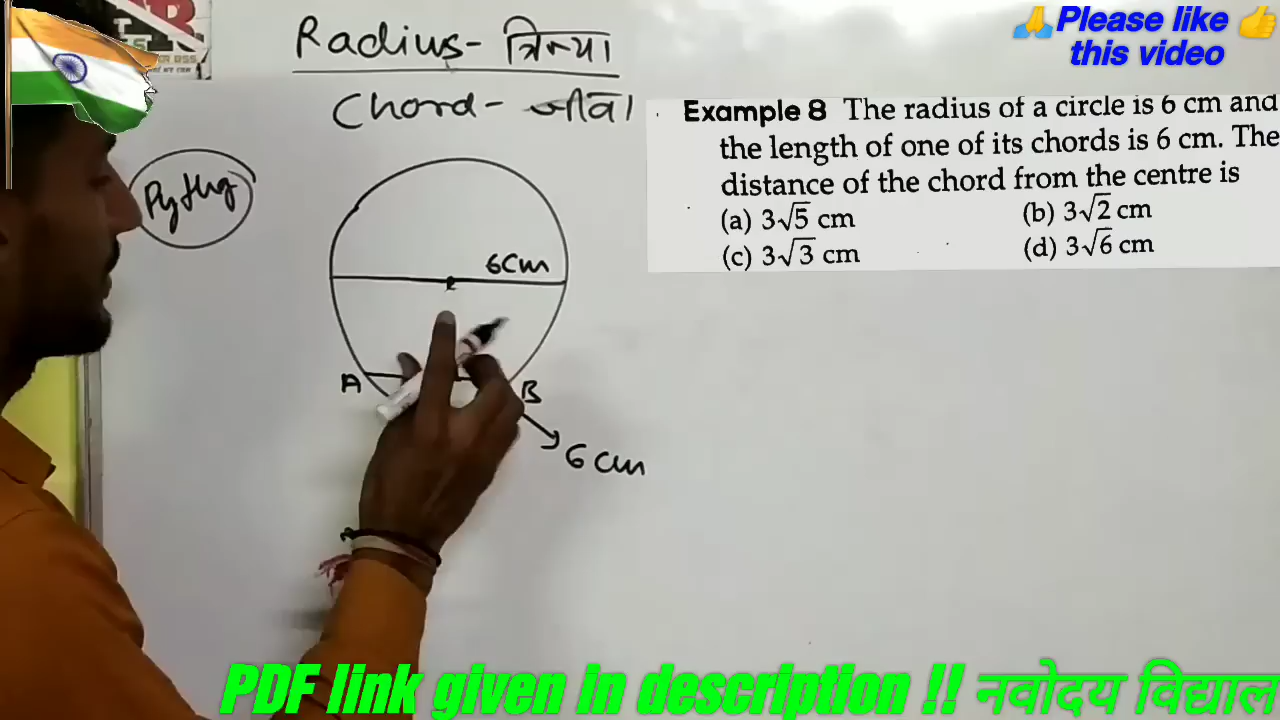 🙏Please like 👍
this video
Radius- त्रिज्या
Chord- जीवा
Pythg
Example 8 The radius of a circle is 6 cm and
the length of one of its chords is 6 cm. The
distance of the chord from the centre is
(a) 3√5 cm (b) 3√2 cm
(c) 3√3 cm (d) 3√6 cm
6cm
A B
6 cm
PDF link given in description !! नवोदय विद्याल